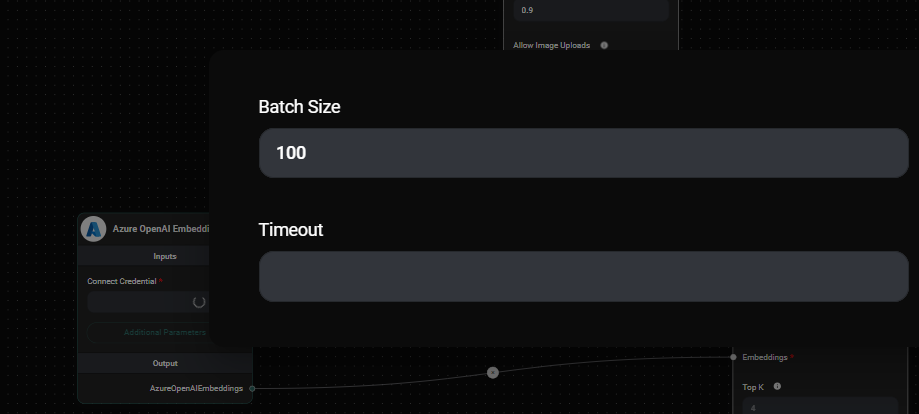 0.9
Allow Image Uploads
Batch Size
100
Timeout
Azure OpenAI Embeddi
Inputs
Connect Credential *
Additional Parameters
Output
AzureOpenAIEmbeddings
Embeddings *
Top K
4